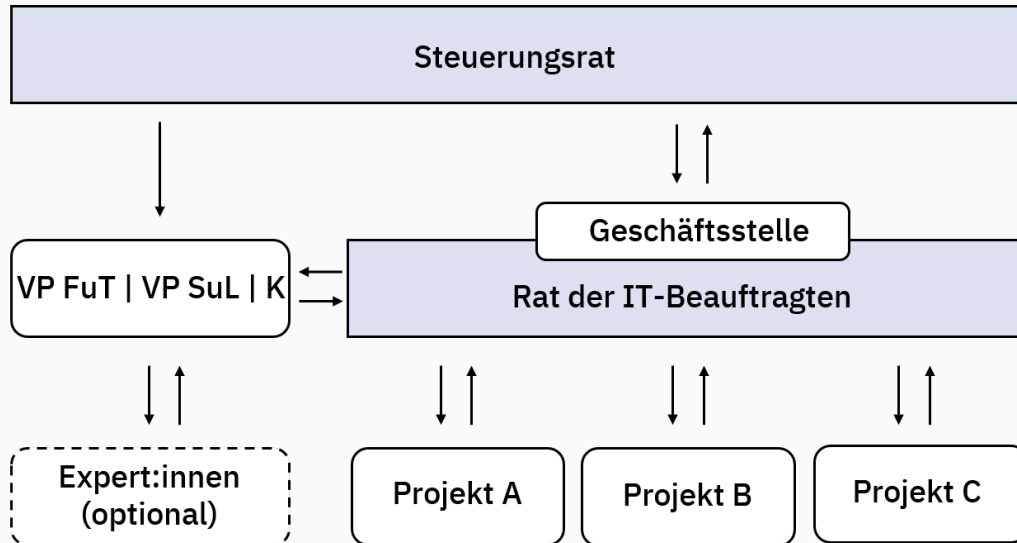 Steuerungsrat
Geschäftsstelle
VP FuT | VP SuL | K
Rat der IT-Beauftragten
Expert:innen
(optional)
Projekt A
Projekt B
Projekt C